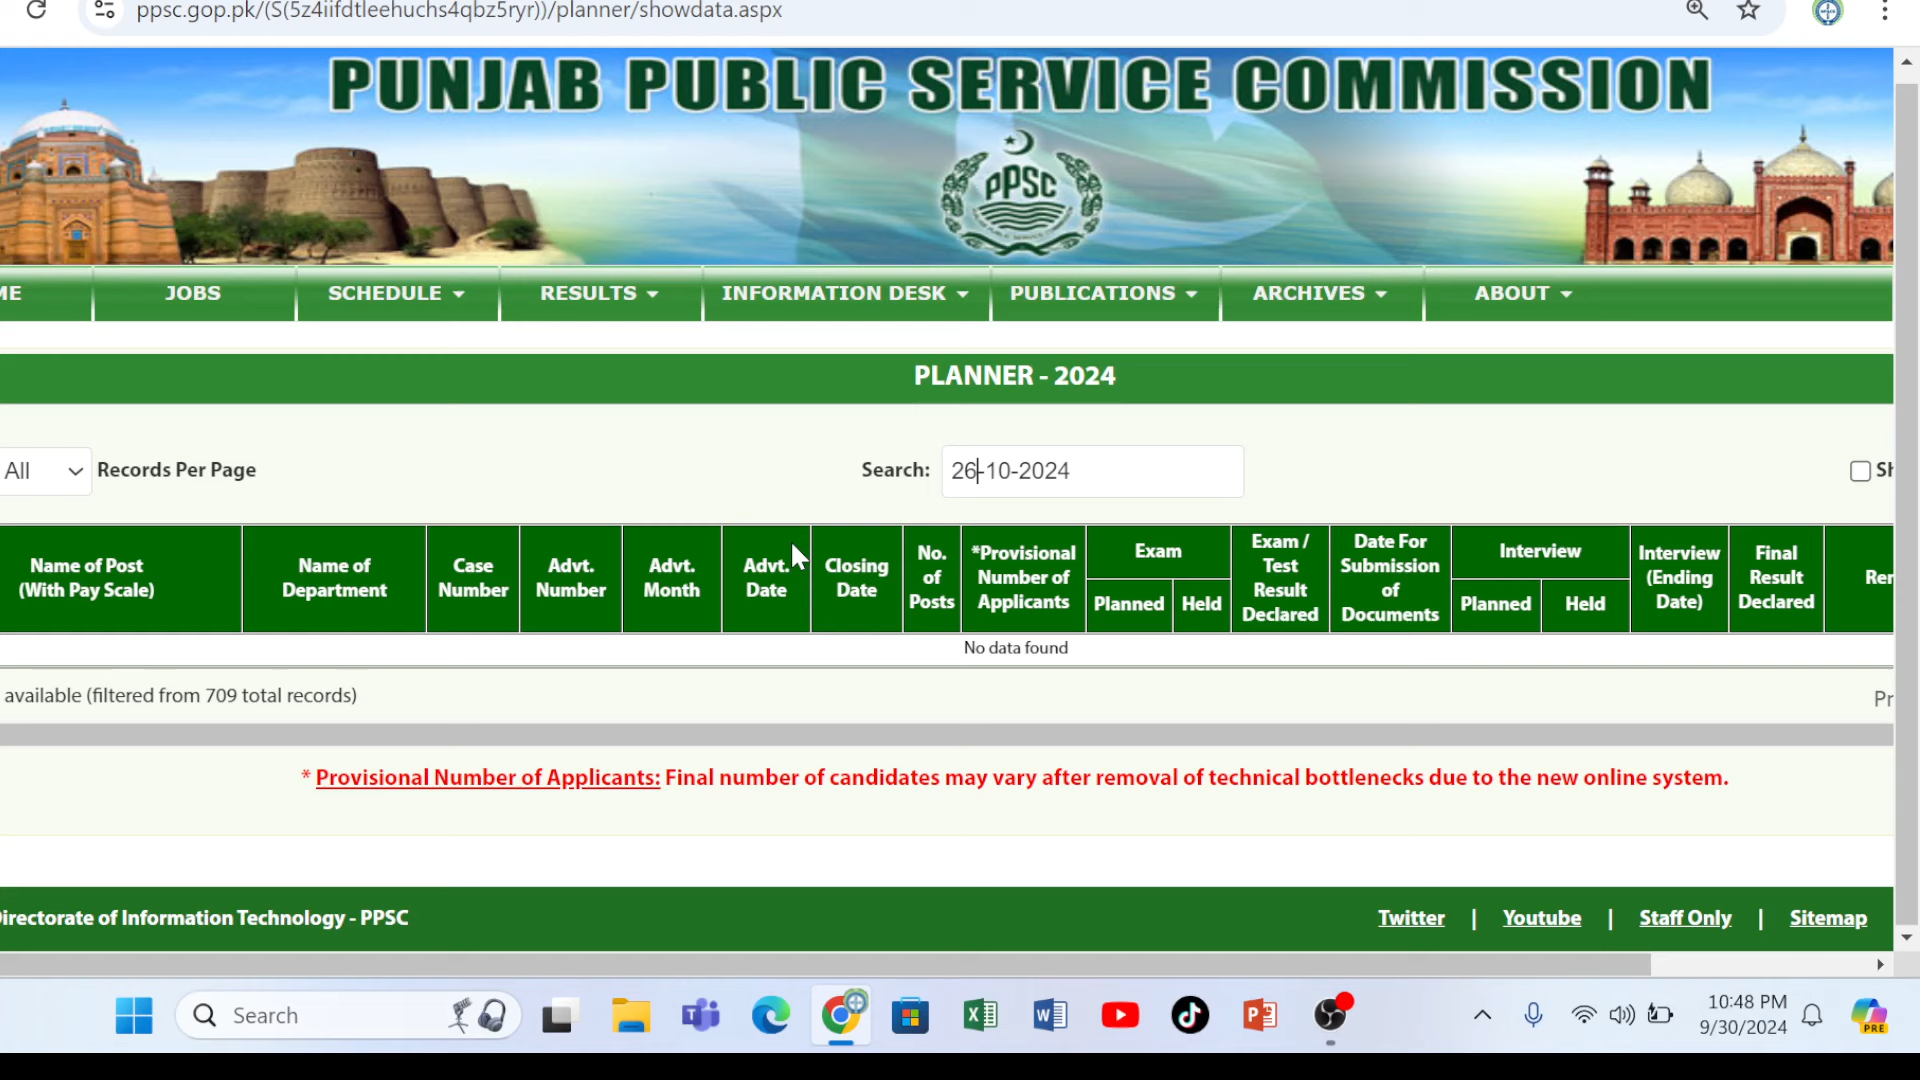 ppsc.gop.pk/(S(5z4iifdtleehuchs4qbz5ryr))/planner/showdata.aspx
PUNJAB PUBLIC SERVICE COMMISSION
PPSC
ME JOBS SCHEDULE RESULTS INFORMATION DESK PUBLICATIONS ARCHIVES ABOUT
PLANNER - 2024
All Records Per Page Search: 26-10-2024 Sh
Name of Post (With Pay Scale)
Name of Department
Case Number
Advt. Number
Advt. Month
Advt. Date
Closing Date
No. of Posts
*Provisional Number of Applicants
Exam
Planned Held
Exam / Test Result Declared
Date For Submission of Documents
Interview
Planned Held
Interview (Ending Date)
Final Result Declared
Rer
No data found
available (filtered from 709 total records) Pr
* Provisional Number of Applicants: Final number of candidates may vary after removal of technical bottlenecks due to the new online system.
Directorate of Information Technology - PPSC Twitter | Youtube | Staff Only | Sitemap
Search
10:48 PM
9/30/2024
PRE